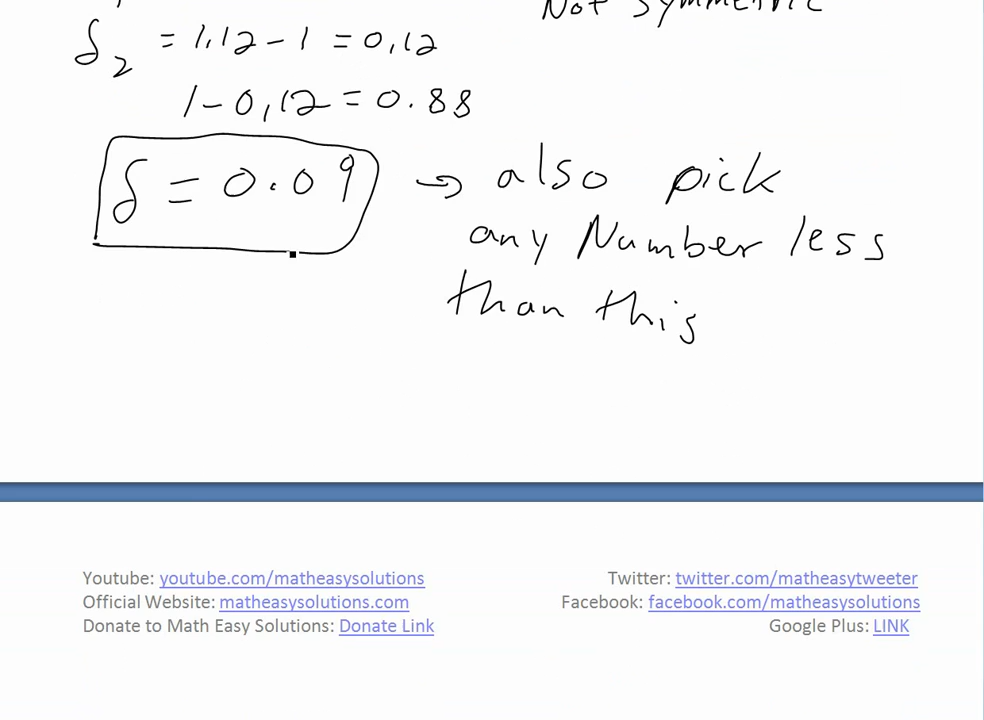 Not Symmetric
δ₂ = 1.12 - 1 = 0.12
1 - 0.12 = 0.88
δ = 0.09 → also pick
any Number less
than this
Youtube: youtube.com/matheasysolutions
Official Website: matheasysolutions.com
Donate to Math Easy Solutions: Donate Link
Twitter: twitter.com/matheasytweeter
Facebook: facebook.com/matheasysolutions
Google Plus: LINK